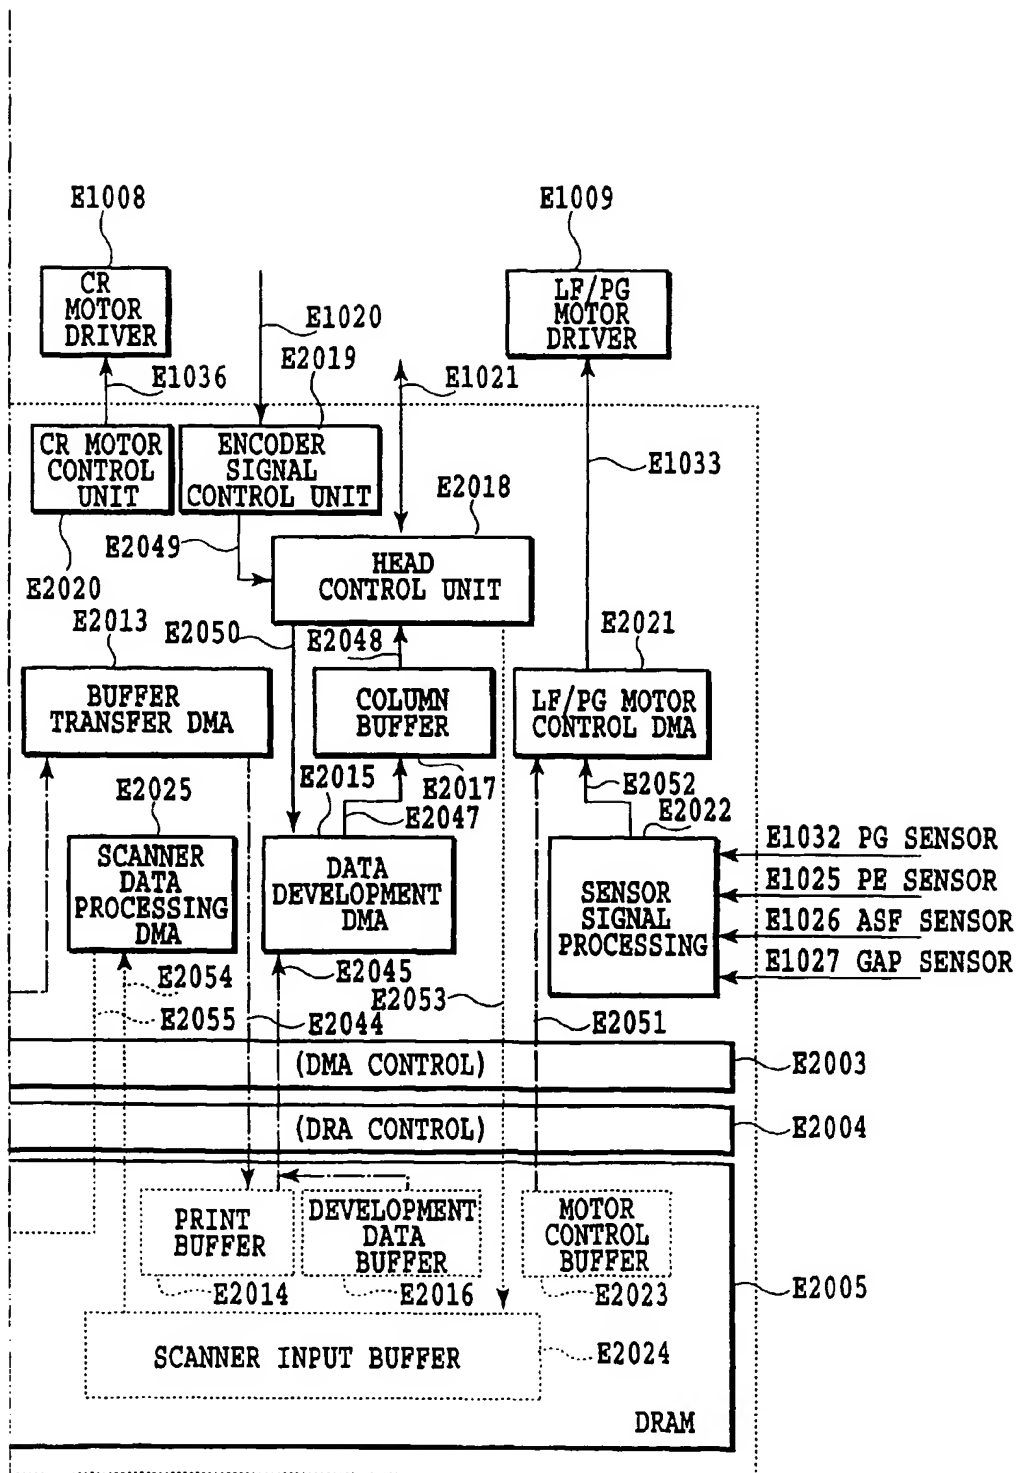 E1008
E1009
CR
MOTOR
DRIVER
LF/PG
MOTOR
DRIVER
E1020
E2019
E1036
E1021
CR MOTOR
CONTROL
UNIT
ENCODER
SIGNAL
CONTROL UNIT
E1033
E2018
E2049
HEAD
CONTROL UNIT
E2020
E2013
E2050
E2048
E2021
BUFFER
TRANSFER DMA
COLUMN
BUFFER
LF/PG MOTOR
CONTROL DMA
E2025
E2015
E2017
E2047
E2052
E2022
SCANNER
DATA
PROCESSING
DMA
DATA
DEVELOPMENT
DMA
SENSOR
SIGNAL
PROCESSING
E1032 PG SENSOR
E1025 PE SENSOR
E1026 ASF SENSOR
E1027 GAP SENSOR
E2054
E2045
E2053
E2055
E2044
E2051
(DMA CONTROL)
E2003
(DRA CONTROL)
E2004
PRINT
BUFFER
DEVELOPMENT
DATA
BUFFER
MOTOR
CONTROL
BUFFER
E2014
E2016
E2023
E2005
SCANNER INPUT BUFFER
E2024
DRAM